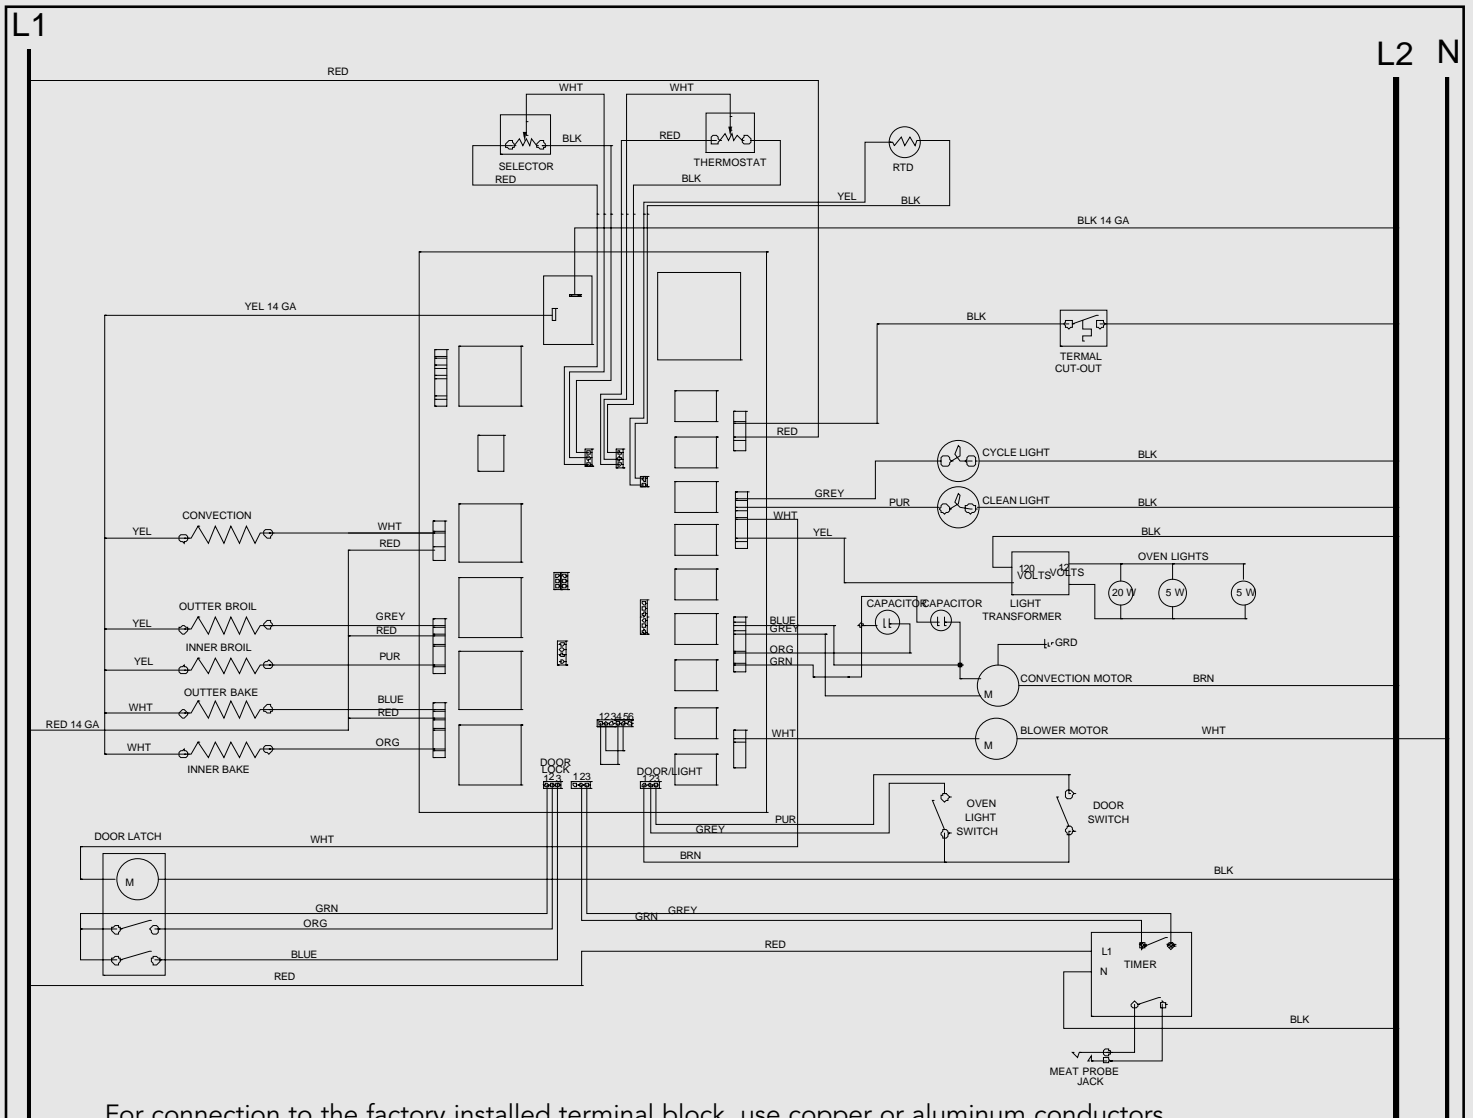 L1
L2 N
RED
WHT
WHT
BLK
RED
SELECTOR
THERMOSTAT
RTD
RED
BLK
YEL
BLK
BLK 14 GA
YEL 14 GA
BLK
TERMAL
CUT-OUT
RED
CYCLE LIGHT
BLK
GREY
PUR
CLEAN LIGHT
BLK
CONVECTION
YEL
WHT
RED
WHT
YEL
BLK
OVEN LIGHTS
120
VOLTS
12
VOLTS
20 W
5 W
5 W
LIGHT
TRANSFORMER
CAPACITOR
CAPACITOR
OUTTER BROIL
YEL
GREY
RED
INNER BROIL
YEL
PUR
BLUE
GREY
ORG
GRN
GRD
M
CONVECTION MOTOR
BRN
OUTTER BAKE
WHT
BLUE
RED
RED 14 GA
WHT
ORG
INNER BAKE
123456
WHT
M
BLOWER MOTOR
WHT
DOOR
LOCK
123
123
DOOR/LIGHT
123
PUR
GREY
BRN
OVEN
LIGHT
SWITCH
DOOR
SWITCH
DOOR LATCH
WHT
M
BLK
GRN
ORG
GREY
GRN
BLUE
RED
RED
L1
N
TIMER
BLK
MEAT PROBE
JACK
For connection to the factory installed terminal block, use copper or aluminum conductors